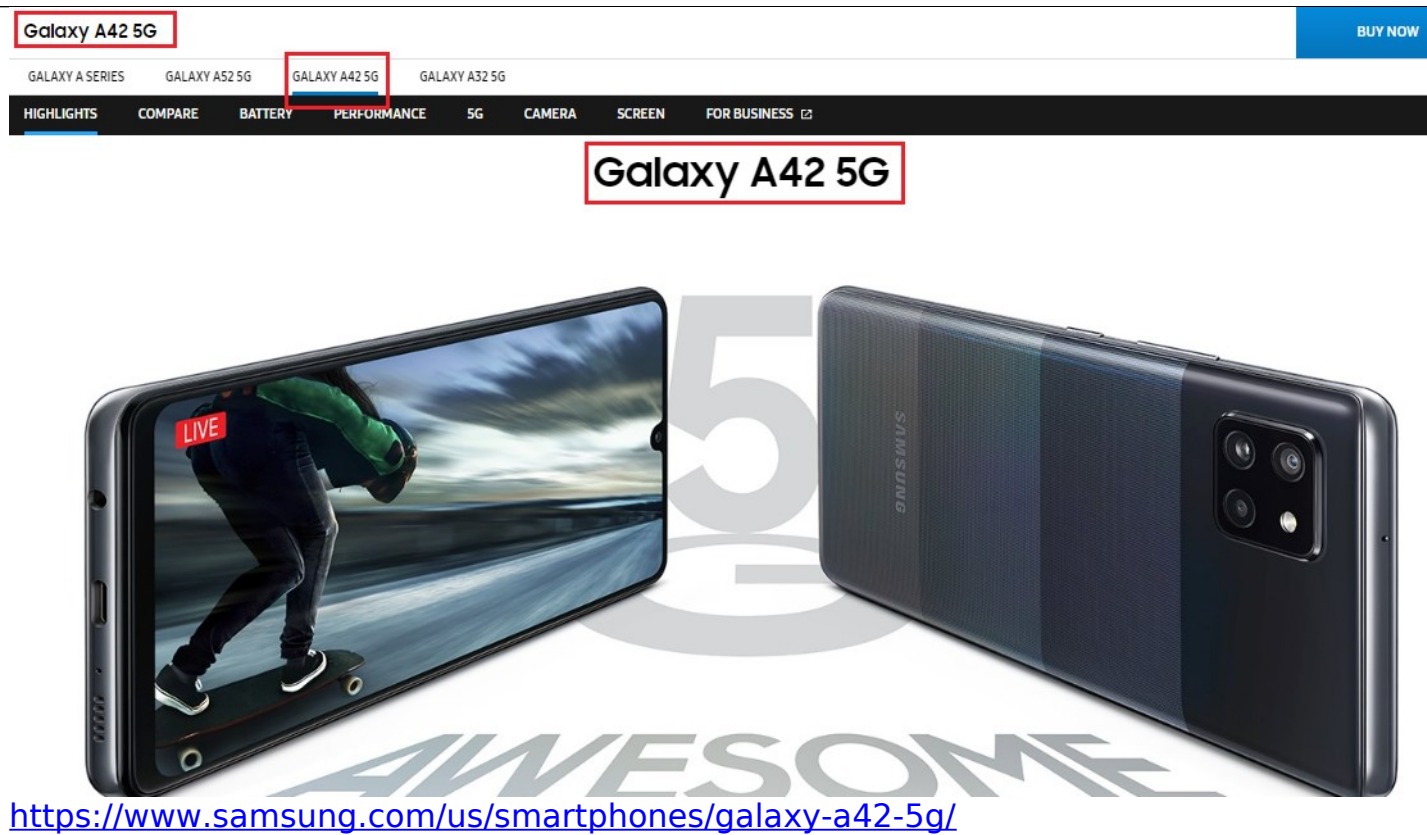 Galaxy A42 5G
BUY NOW
GALAXY A SERIES GALAXY A52 5G GALAXY A42 5G GALAXY A32 5G
HIGHLIGHTS COMPARE BATTERY PERFORMANCE 5G CAMERA SCREEN FOR BUSINESS
Galaxy A42 5G
5G
LIVE
SAMSUNG
AWESOME
https://www.samsung.com/us/smartphones/galaxy-a42-5g/